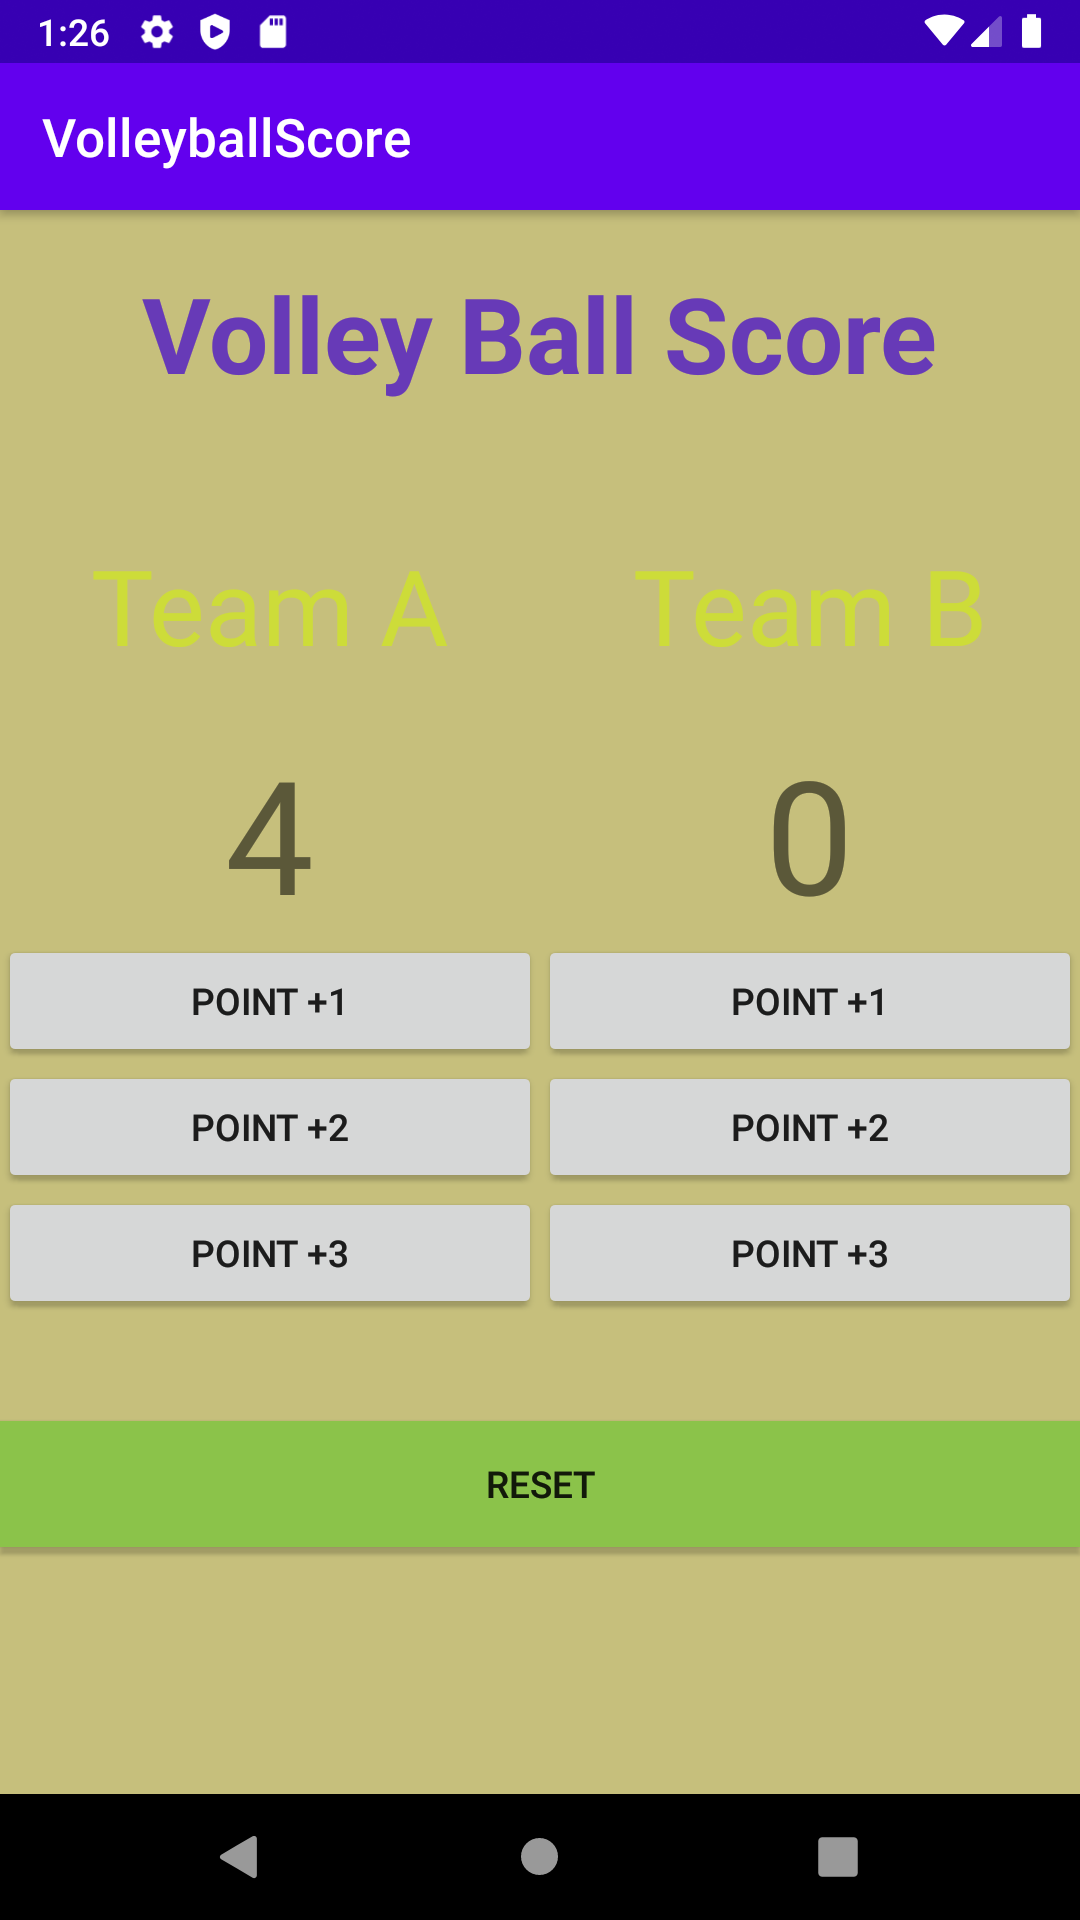 1:26
VolleyballScore
Volley Ball Score
Team A Team B
4 0
POINT +1 POINT +1
POINT +2 POINT +2
POINT +3 POINT +3
RESET